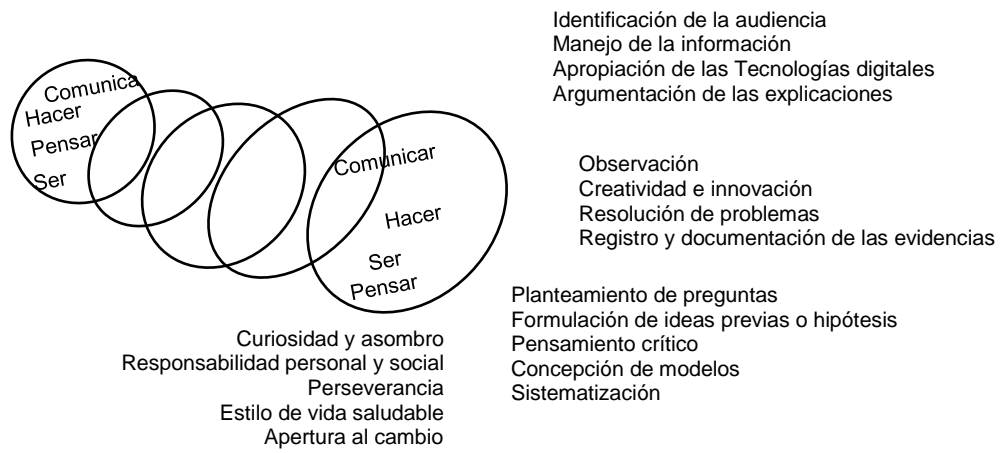 Identificación de la audiencia
Manejo de la información
Apropiación de las Tecnologías digitales
Argumentación de las explicaciones
Comunica
Hacer
Pensar
Ser
Comunicar
Hacer
Ser
Pensar
Observación
Creatividad e innovación
Resolución de problemas
Registro y documentación de las evidencias
Planteamiento de preguntas
Formulación de ideas previas o hipótesis
Pensamiento crítico
Concepción de modelos
Sistematización
Curiosidad y asombro
Responsabilidad personal y social
Perseverancia
Estilo de vida saludable
Apertura al cambio